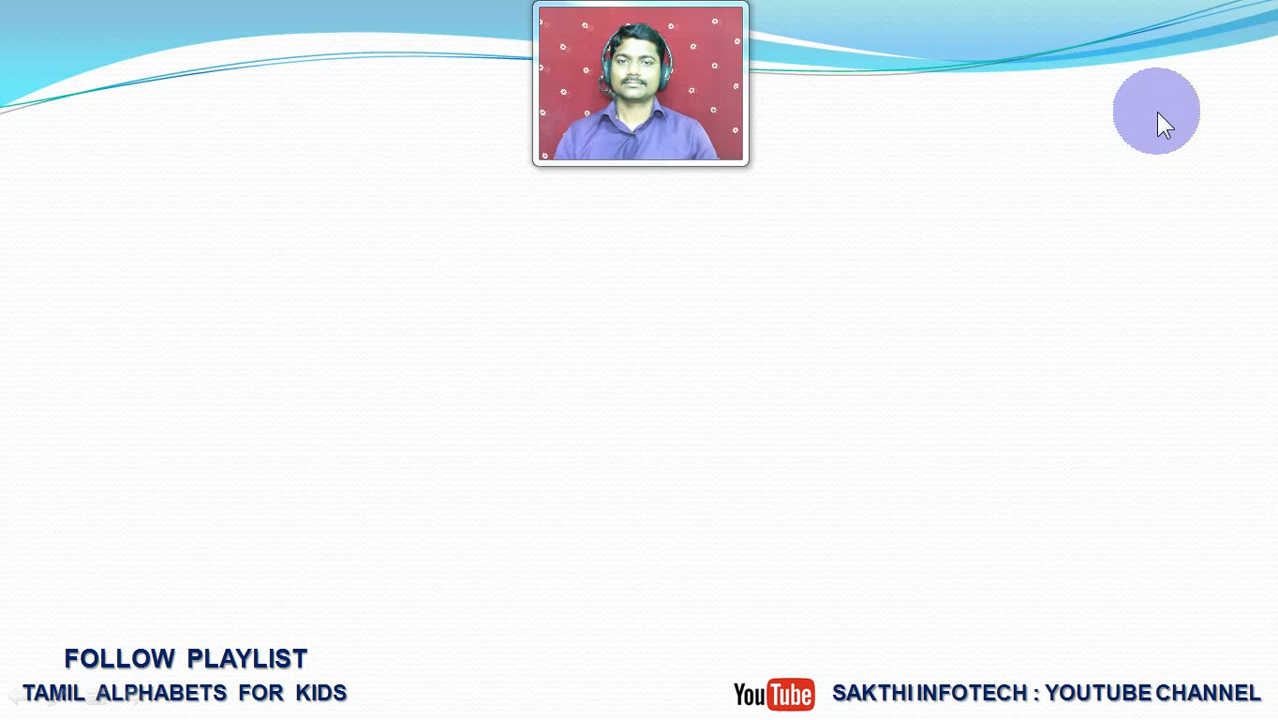 FOLLOW PLAYLIST
TAMIL ALPHABETS FOR KIDS
YouTube SAKTHI INFOTECH : YOUTUBE CHANNEL